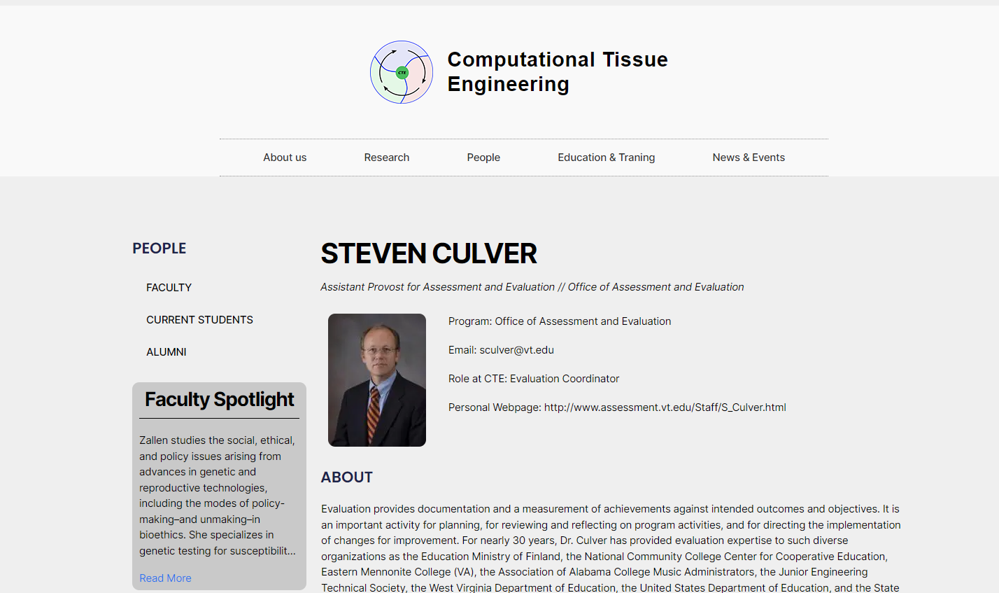 CTE
Computational Tissue
Engineering
About us
Research
People
Education & Traning
News & Events
PEOPLE
FACULTY
CURRENT STUDENTS
ALUMNI
Faculty Spotlight
Zallen studies the social, ethical,
and policy issues arising from
advances in genetic and
reproductive technologies,
including the modes of policy-
making–and unmaking–in
bioethics. She specializes in
genetic testing for susceptibilit...
Read More
STEVEN CULVER
Assistant Provost for Assessment and Evaluation // Office of Assessment and Evaluation
Program: Office of Assessment and Evaluation
Email: sculver@vt.edu
Role at CTE: Evaluation Coordinator
Personal Webpage: http://www.assessment.vt.edu/Staff/S_Culver.html
ABOUT
Evaluation provides documentation and a measurement of achievements against intended outcomes and objectives. It is
an important activity for planning, for reviewing and reflecting on program activities, and for directing the implementation
of changes for improvement. For nearly 30 years, Dr. Culver has provided evaluation expertise to such diverse
organizations as the Education Ministry of Finland, the National Community College Center for Cooperative Education,
Eastern Mennonite College (VA), the Association of Alabama College Music Administrators, the Junior Engineering
Technical Society, the West Virginia Department of Education, the United States Department of Education, and the State